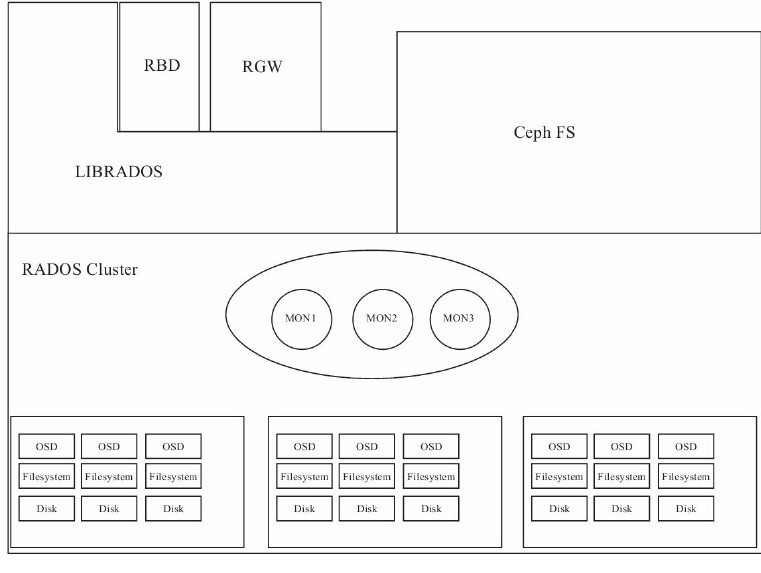 RBD
RGW
Ceph FS
LIBRADOS
RADOS Cluster
MON1 MON2 MON3
OSD OSD OSD
Filesystem Filesystem Filesystem
Disk Disk Disk
OSD OSD OSD
Filesystem Filesystem Filesystem
Disk Disk Disk
OSD OSD OSD
Filesystem Filesystem Filesystem
Disk Disk Disk